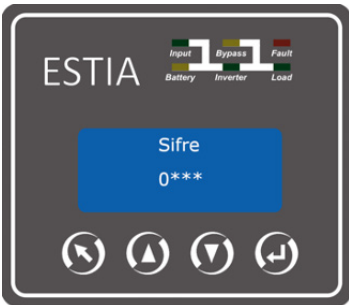 ESTIA
Input Bypass Fault
Battery Inverter Load
Sifre
0***